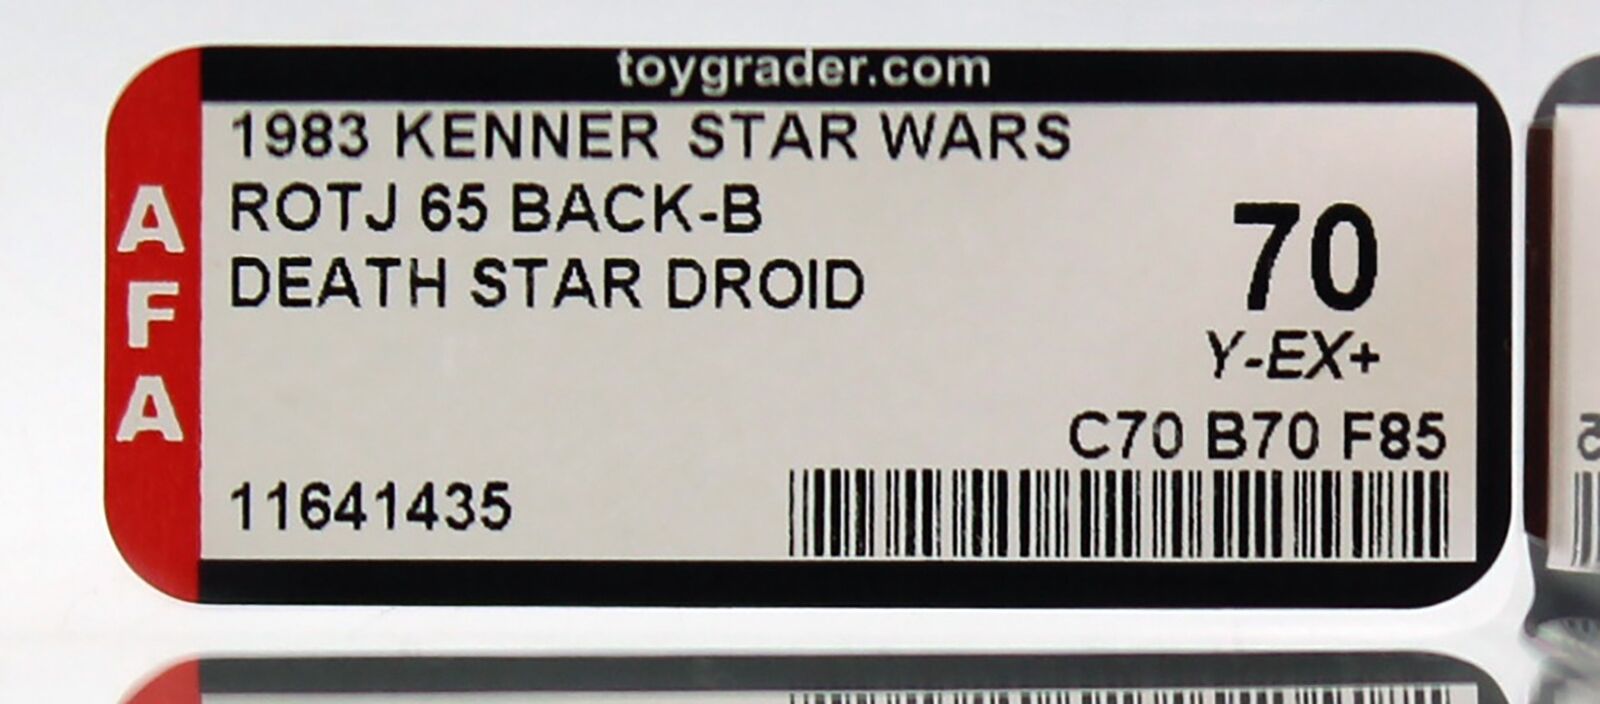 toygrader.com
AFA
1983 KENNER STAR WARS
ROTJ 65 BACK-B
DEATH STAR DROID
70
Y-EX+
C70 B70 F85
11641435